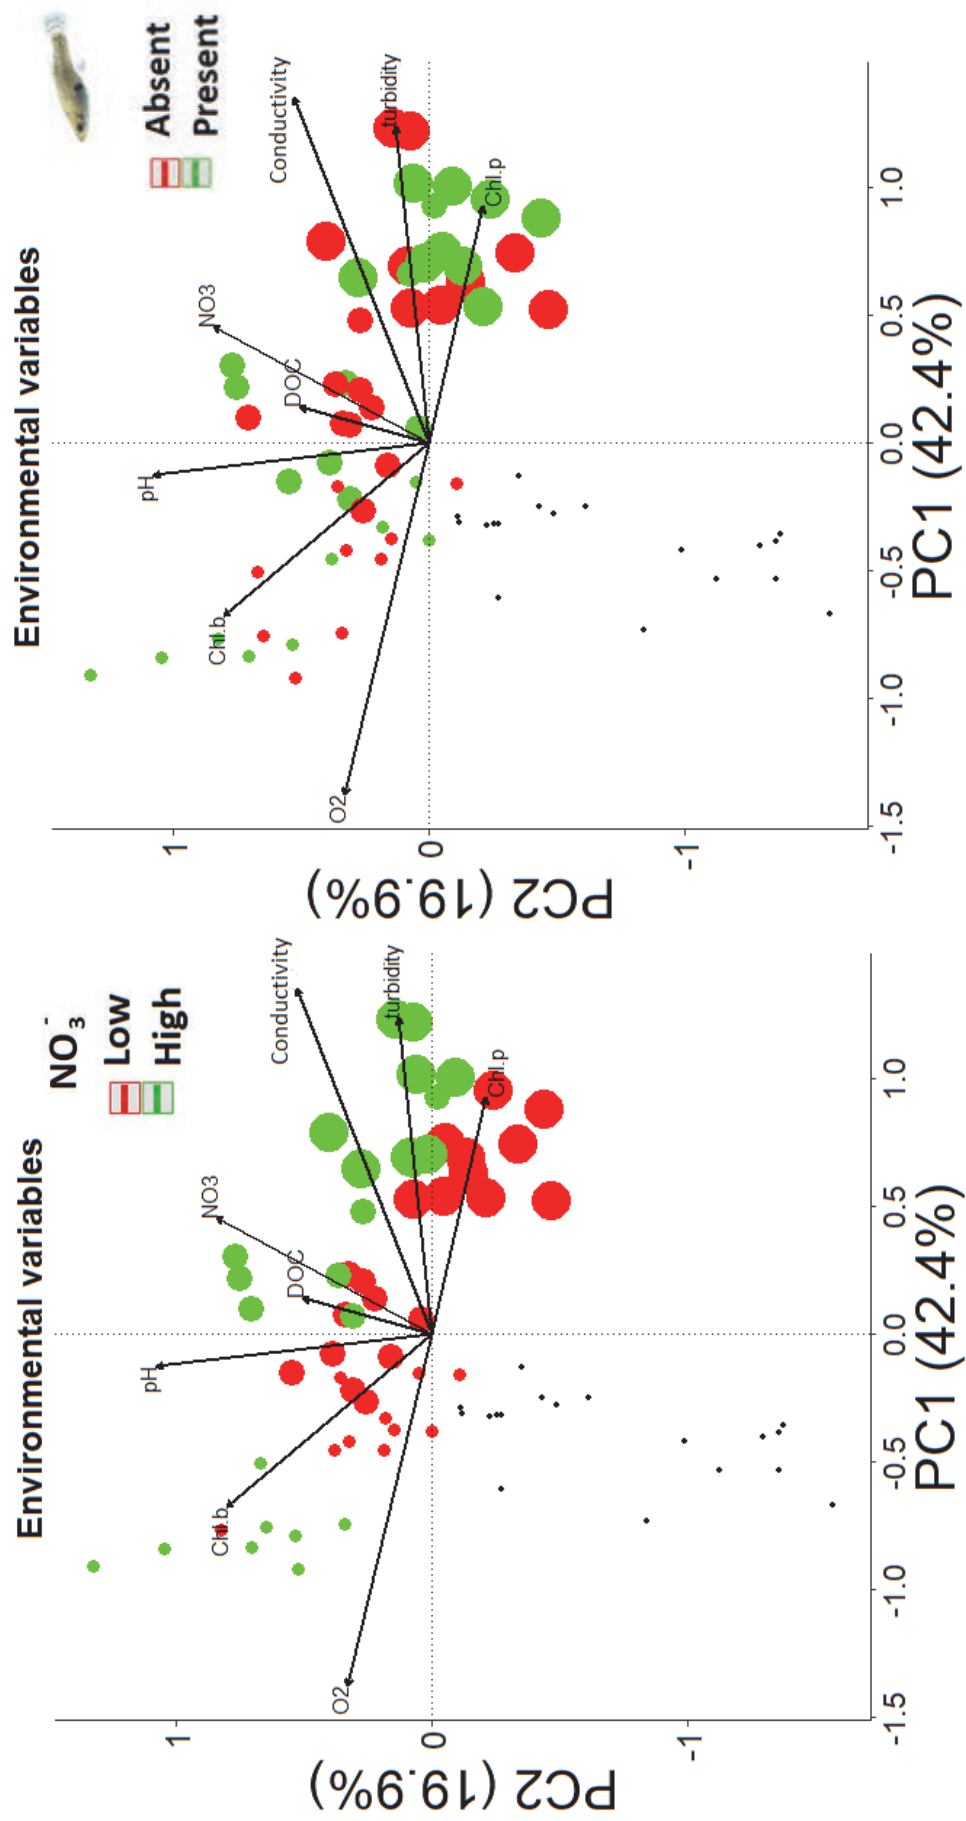 Environmental variables
NO3-
Low
High
PC2 (19.9%)
1
0
-1
Conductivity
turbidity
Chl.p
NO3
DOC
pH
Chl.b
O2
-1.5
-1.0
-0.5
0.0
0.5
1.0
PC1 (42.4%)
Environmental variables
Absent
Present
PC2 (19.9%)
1
0
-1
Conductivity
turbidity
Chl.p
NO3
DOC
pH
Chl.b
O2
-1.5
-1.0
-0.5
0.0
0.5
1.0
PC1 (42.4%)